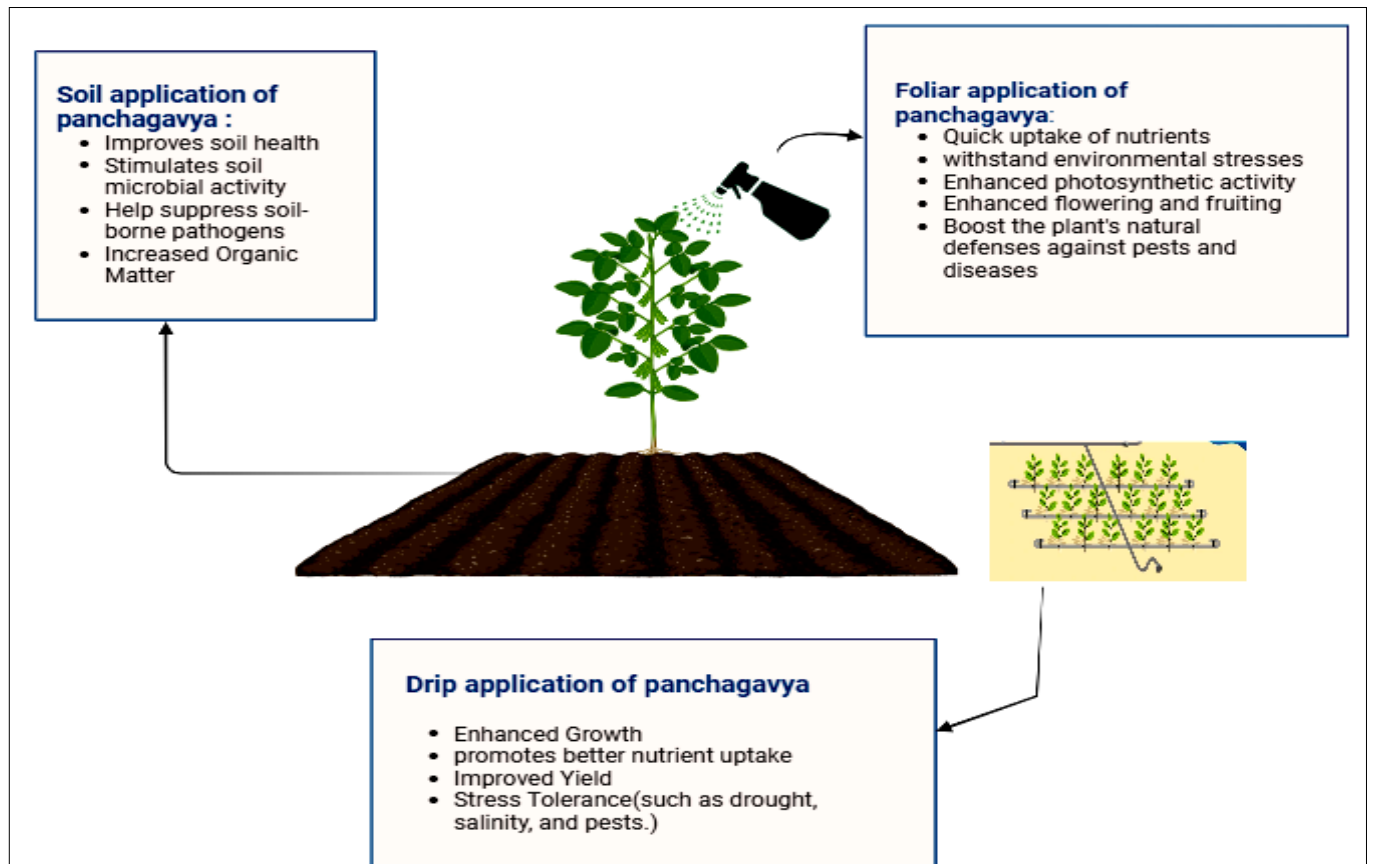 Soil application of
panchagavya :
• Improves soil health
• Stimulates soil
microbial activity
• Help suppress soil-
borne pathogens
• Increased Organic
Matter
Foliar application of
panchagavya:
• Quick uptake of nutrients
• withstand environmental stresses
• Enhanced photosynthetic activity
• Enhanced flowering and fruiting
• Boost the plant's natural
defenses against pests and
diseases
Drip application of panchagavya
• Enhanced Growth
• promotes better nutrient uptake
• Improved Yield
• Stress Tolerance(such as drought,
salinity, and pests.)